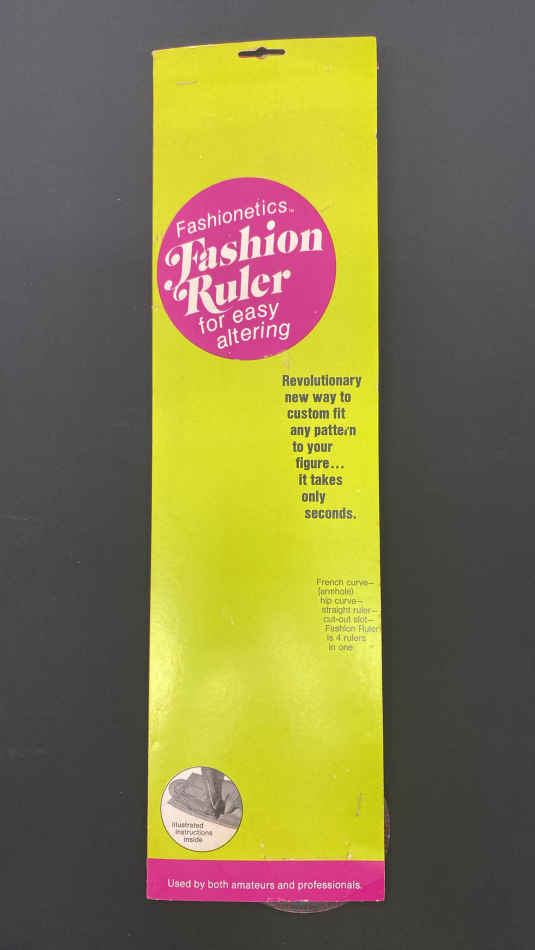 Fashionetics™
Fashion
Ruler
for easy
altering
Revolutionary
new way to
custom fit
any pattern
to your
figure...
it takes
only
seconds.
French curve–
(armhole)
hip curve–
straight ruler–
cut-out slot–
Fashion Ruler
is 4 rulers
in one
illustrated
instructions
inside
Used by both amateurs and professionals.